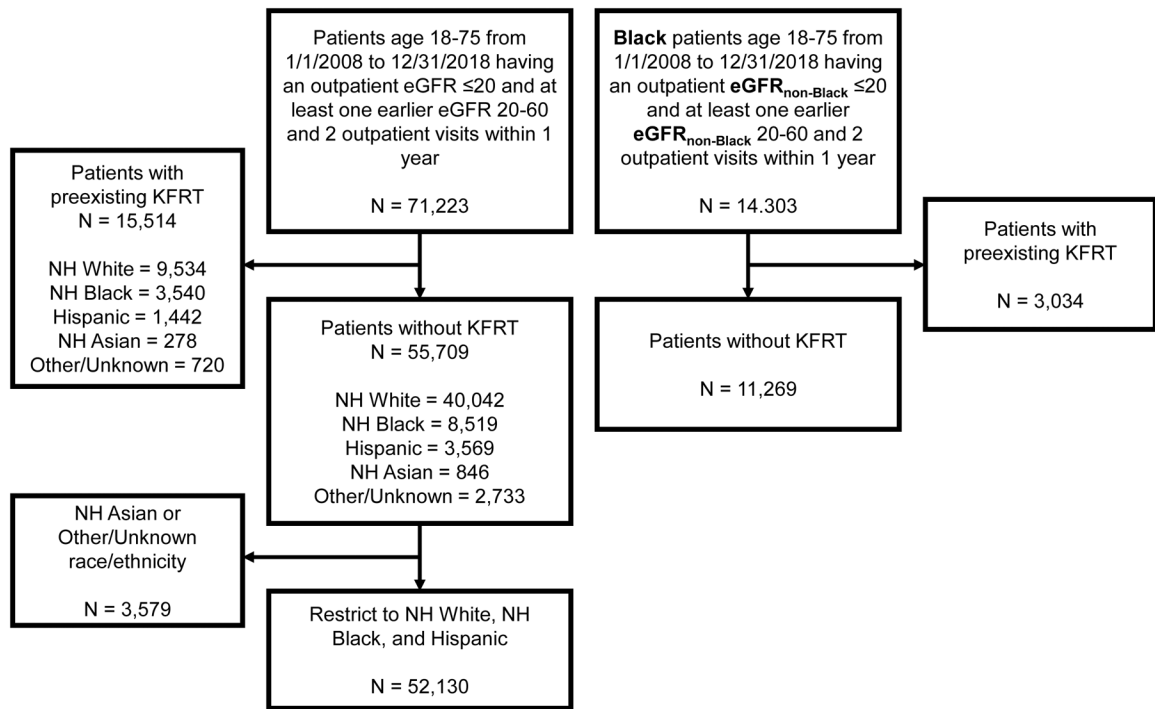 Patients age 18-75 from
1/1/2008 to 12/31/2018 having
an outpatient eGFR ≤20 and at
least one earlier eGFR 20-60
and 2 outpatient visits within 1
year
N = 71,223
Black patients age 18-75 from
1/1/2008 to 12/31/2018 having
an outpatient eGFRnon-Black ≤20
and at least one earlier
eGFRnon-Black 20-60 and 2
outpatient visits within 1 year
N = 14.303
Patients with
preexisting KFRT
N = 15,514
NH White = 9,534
NH Black = 3,540
Hispanic = 1,442
NH Asian = 278
Other/Unknown = 720
Patients with
preexisting KFRT
N = 3,034
Patients without KFRT
N = 55,709
NH White = 40,042
NH Black = 8,519
Hispanic = 3,569
NH Asian = 846
Other/Unknown = 2,733
Patients without KFRT
N = 11,269
NH Asian or
Other/Unknown
race/ethnicity
N = 3,579
Restrict to NH White, NH
Black, and Hispanic
N = 52,130